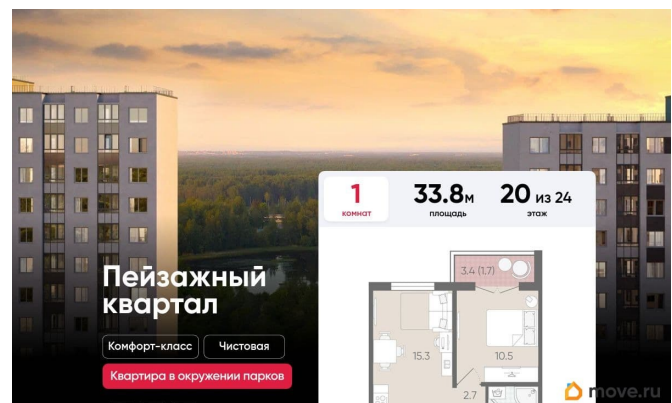 1
комнат
33.8м
площадь
20 из 24
этаж
Пейзажный
квартал
Комфорт-класс
Чистовая
Квартира в окружении парков
3.4 (1.7)
15.3
10.5
2.7
move.ru